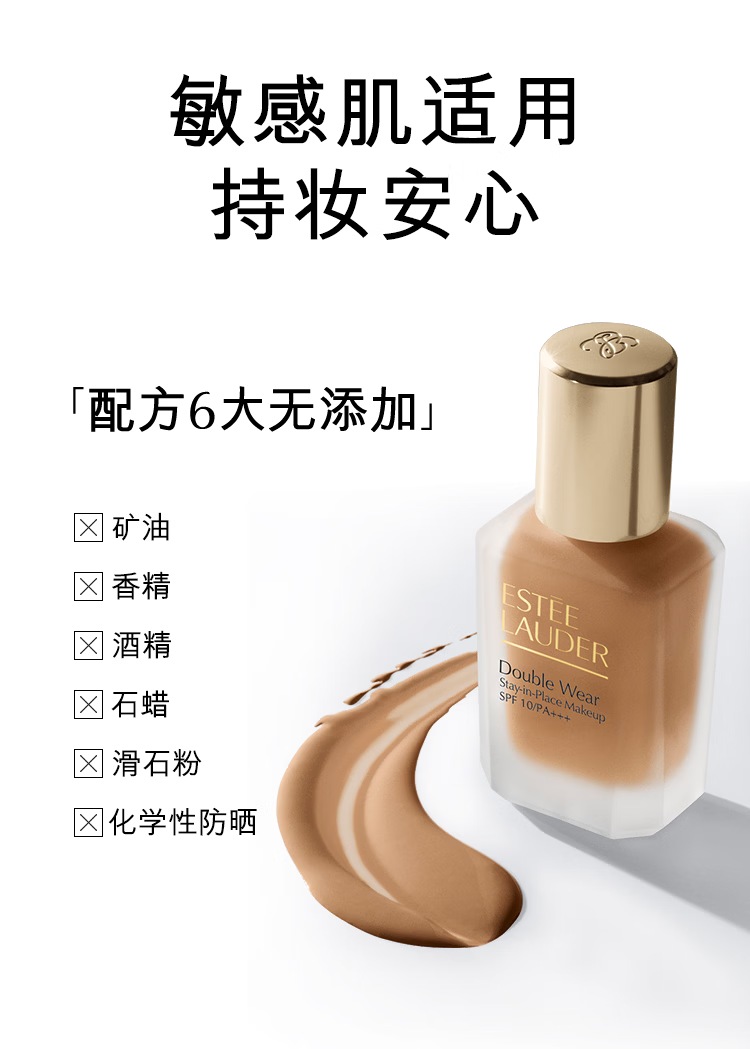 敏感肌适用
持妆安心
「配方6大无添加」
矿油
香精
酒精
石蜡
滑石粉
化学性防晒
ESTĒE
LAUDER
Double Wear
Stay-in-Place Makeup
SPF 10/PA+++